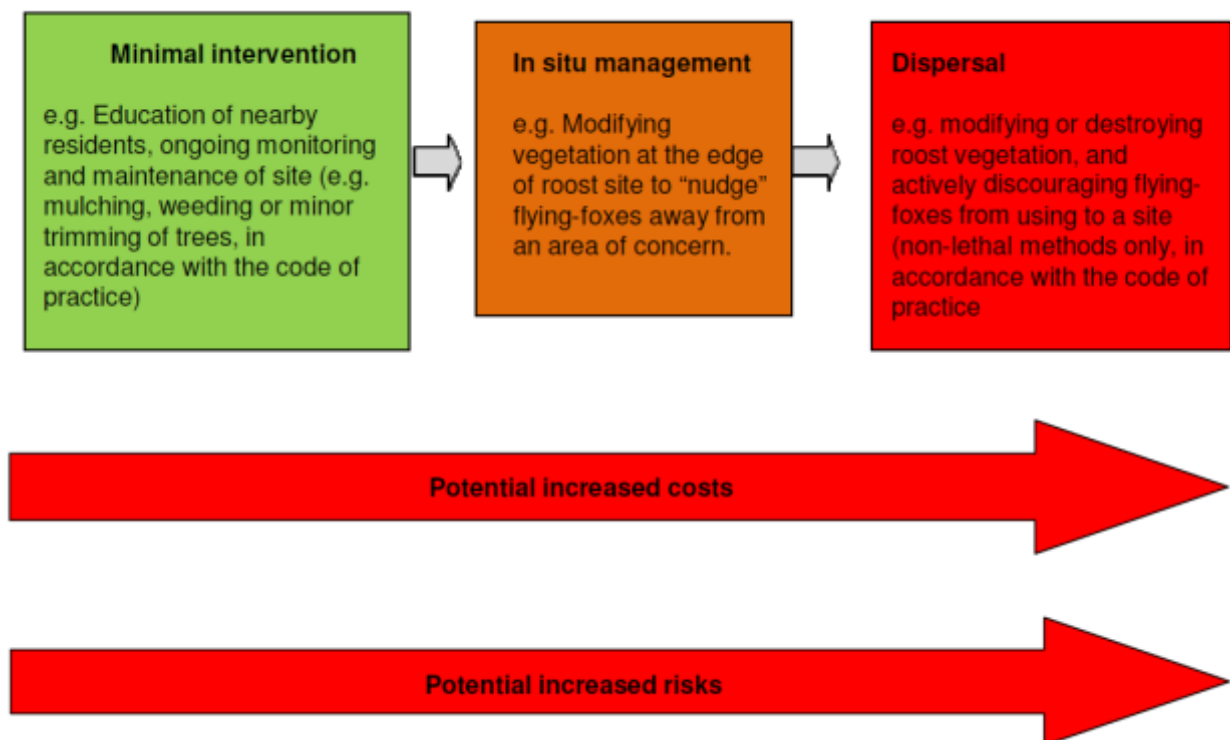 Minimal intervention
e.g. Education of nearby
residents, ongoing monitoring
and maintenance of site (e.g.
mulching, weeding or minor
trimming of trees, in
accordance with the code of
practice)
In situ management
e.g. Modifying
vegetation at the edge
of roost site to “nudge”
flying-foxes away from
an area of concern.
Dispersal
e.g. modifying or destroying
roost vegetation, and
actively discouraging flying-
foxes from using to a site
(non-lethal methods only, in
accordance with the code of
practice
Potential increased costs
Potential increased risks